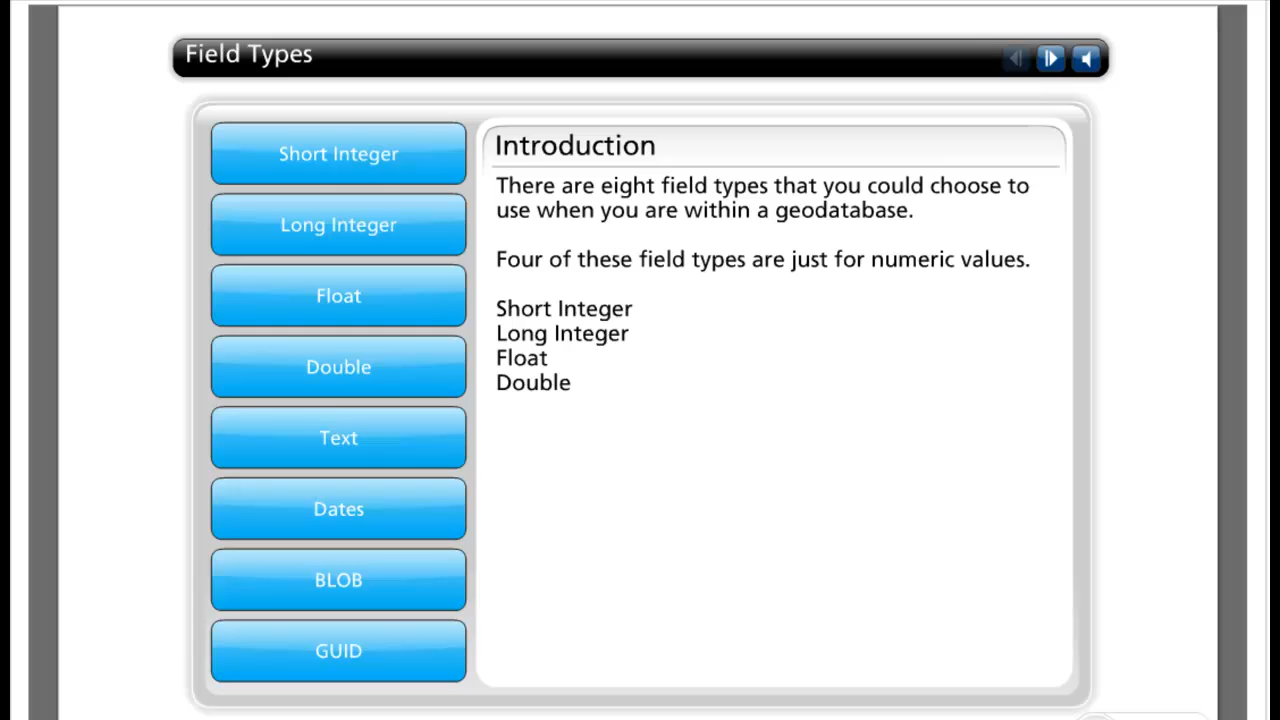 Field Types
Short Integer
Long Integer
Float
Double
Text
Dates
BLOB
GUID
Introduction
There are eight field types that you could choose to
use when you are within a geodatabase.
Four of these field types are just for numeric values.
Short Integer
Long Integer
Float
Double